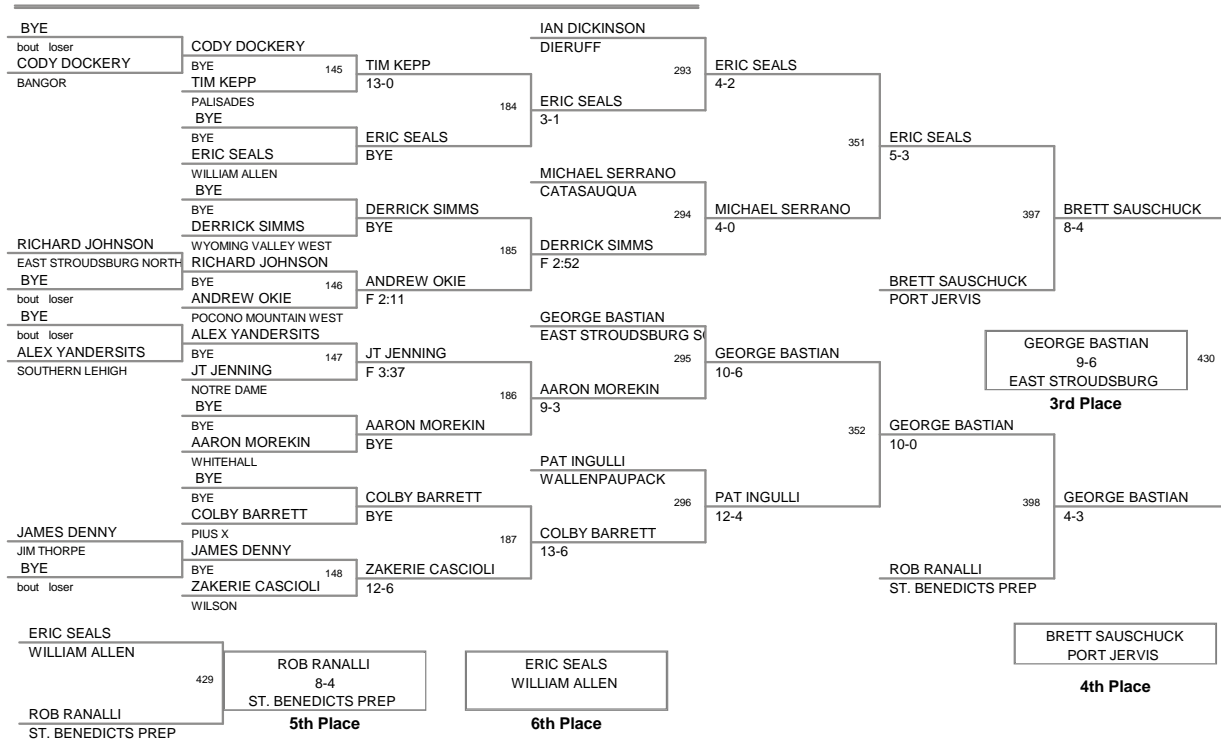 BYE
bout loser
CODY DOCKERY
BANGOR
RICHARD JOHNSON
EAST STROUDSBURG NORTH
BYE
bout loser
BYE
bout loser
ALEX YANDERSITS
SOUTHERN LEHIGH
JAMES DENNY
JIM THORPE
BYE
bout loser
CODY DOCKERY
BYE
145
TIM KEPP
PALISADES
BYE
BYE
ERIC SEALS
WILLIAM ALLEN
BYE
BYE
DERRICK SIMMS
WYOMING VALLEY WEST
RICHARD JOHNSON
BYE
146
ANDREW OKIE
POCONO MOUNTAIN WEST
ALEX YANDERSITS
BYE
147
JT JENNING
NOTRE DAME
BYE
BYE
AARON MOREKIN
WHITEHALL
BYE
BYE
COLBY BARRETT
PIUS X
JAMES DENNY
BYE
148
ZAKERIE CASCIOLI
WILSON
TIM KEPP
13-0
184
ERIC SEALS
BYE
DERRICK SIMMS
BYE
185
ANDREW OKIE
F 2:11
JT JENNING
F 3:37
186
AARON MOREKIN
BYE
COLBY BARRETT
BYE
187
ZAKERIE CASCIOLI
12-6
IAN DICKINSON
DIERUFF
293
ERIC SEALS
3-1
MICHAEL SERRANO
CATASAUQUA
294
DERRICK SIMMS
F 2:52
GEORGE BASTIAN
EAST STROUDSBURG SO
295
AARON MOREKIN
9-3
PAT INGULLI
WALLENPAUPACK
296
COLBY BARRETT
13-6
ERIC SEALS
4-2
351
MICHAEL SERRANO
4-0
GEORGE BASTIAN
10-6
352
PAT INGULLI
12-4
ERIC SEALS
5-3
397
BRETT SAUSCHUCK
PORT JERVIS
GEORGE BASTIAN
10-0
398
ROB RANALLI
ST. BENEDICTS PREP
BRETT SAUSCHUCK
8-4
GEORGE BASTIAN
4-3
GEORGE BASTIAN
9-6
EAST STROUDSBURG
430
3rd Place
BRETT SAUSCHUCK
PORT JERVIS
4th Place
ERIC SEALS
WILLIAM ALLEN
429
ROB RANALLI
ST. BENEDICTS PREP
ROB RANALLI
8-4
ST. BENEDICTS PREP
5th Place
ERIC SEALS
WILLIAM ALLEN
6th Place